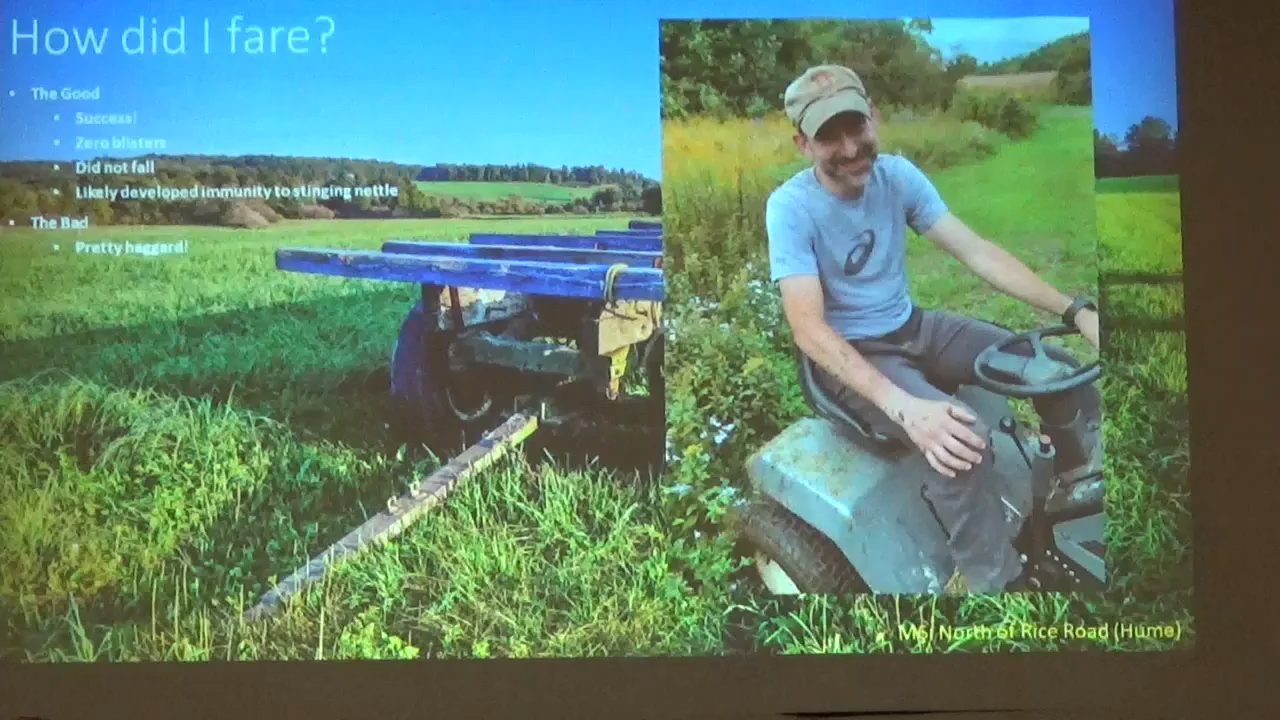 How did I fare?
• The Good
• Success!
• Zero blisters
• Did not fall
• Likely developed immunity to stinging nettle
• The Bad
• Pretty haggard!
North of Rice Road (Hume)